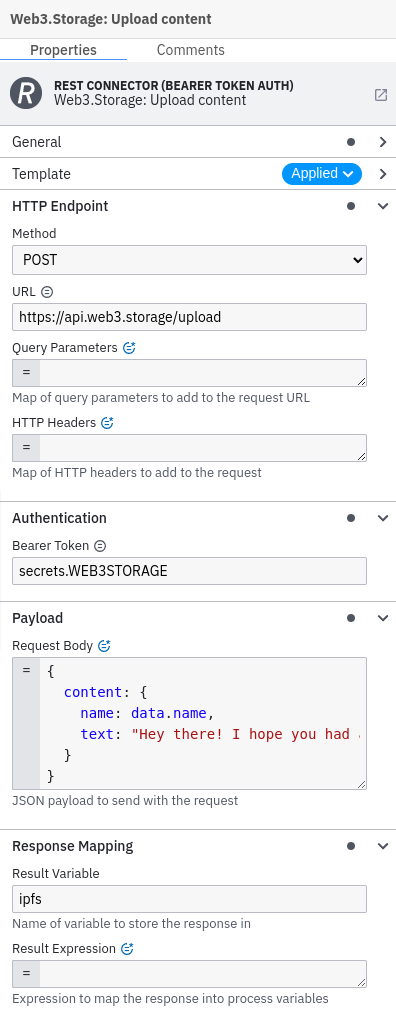 Web3.Storage: Upload content
Properties Comments
R
REST CONNECTOR (BEARER TOKEN AUTH)
Web3.Storage: Upload content
General
Template Applied
HTTP Endpoint
Method
POST
URL
https://api.web3.storage/upload
Query Parameters
=
Map of query parameters to add to the request URL
HTTP Headers
=
Map of HTTP headers to add to the request
Authentication
Bearer Token
secrets.WEB3STORAGE
Payload
Request Body
= {
content: {
name: data.name,
text: "Hey there! I hope you had
}
}
JSON payload to send with the request
Response Mapping
Result Variable
ipfs
Name of variable to store the response in
Result Expression
=
Expression to map the response into process variables